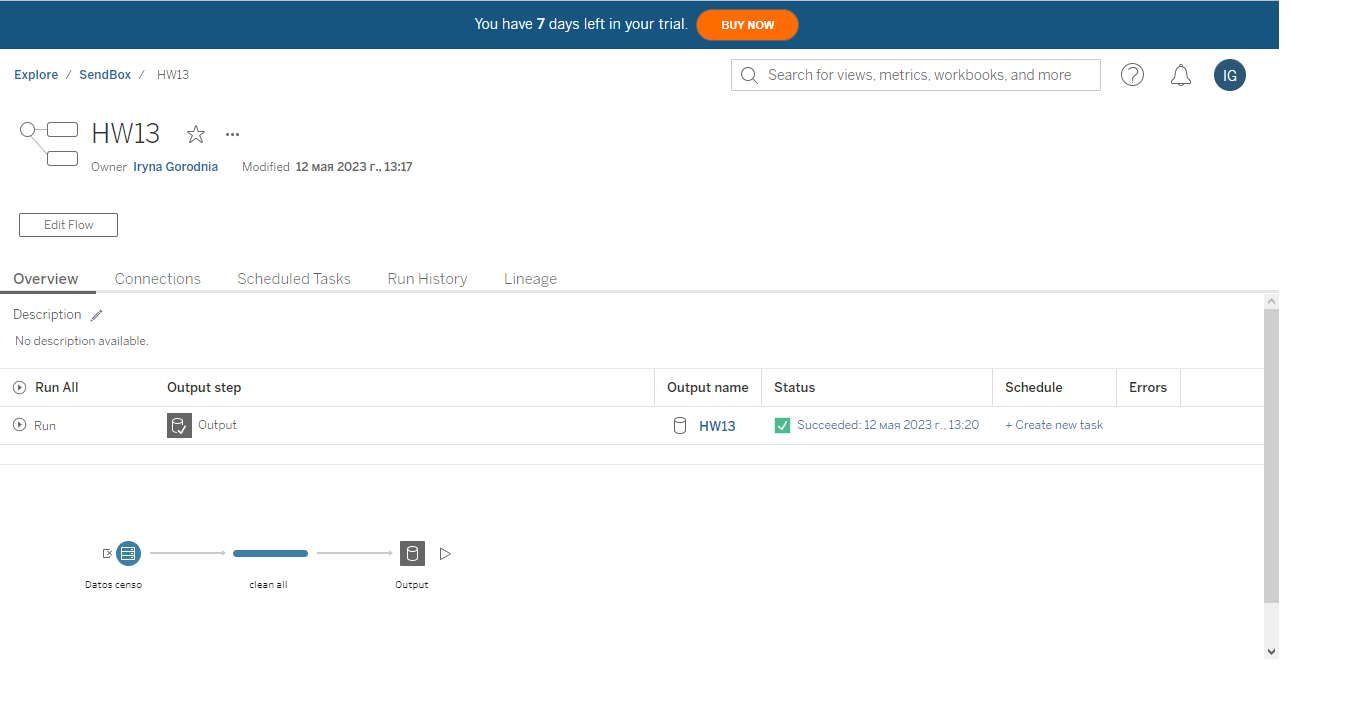 You have 7 days left in your trial. BUY NOW
Explore / SendBox / HW13
Search for views, metrics, workbooks, and more
IG
HW13
Owner Iryna Gorodnia Modified 12 мая 2023 г., 13:17
Edit Flow
Overview Connections Scheduled Tasks Run History Lineage
Description
No description available.
Run All Output step Output name Status Schedule Errors
Run Output HW13 Succeeded: 12 мая 2023 г., 13:20 + Create new task
Datos censo clean all Output